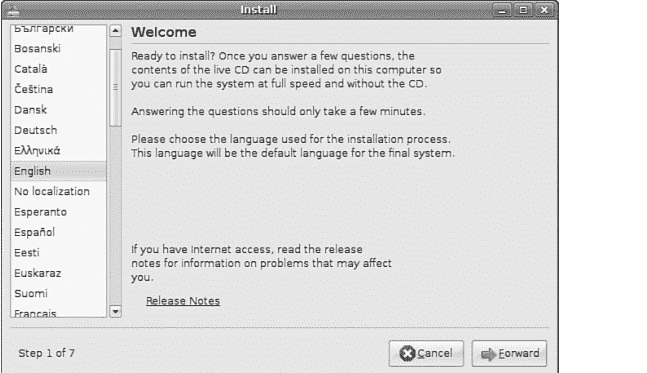 Install
Български
Bosanski
Català
Čeština
Dansk
Deutsch
Ελληνικά
English
No localization
Esperanto
Español
Eesti
Euskaraz
Suomi
Français
Welcome
Ready to install? Once you answer a few questions, the
contents of the live CD can be installed on this computer so
you can run the system at full speed and without the CD.
Answering the questions should only take a few minutes.
Please choose the language used for the installation process.
This language will be the default language for the final system.
If you have Internet access, read the release
notes for information on problems that may affect
you.
Release Notes
Step 1 of 7
Cancel
Forward